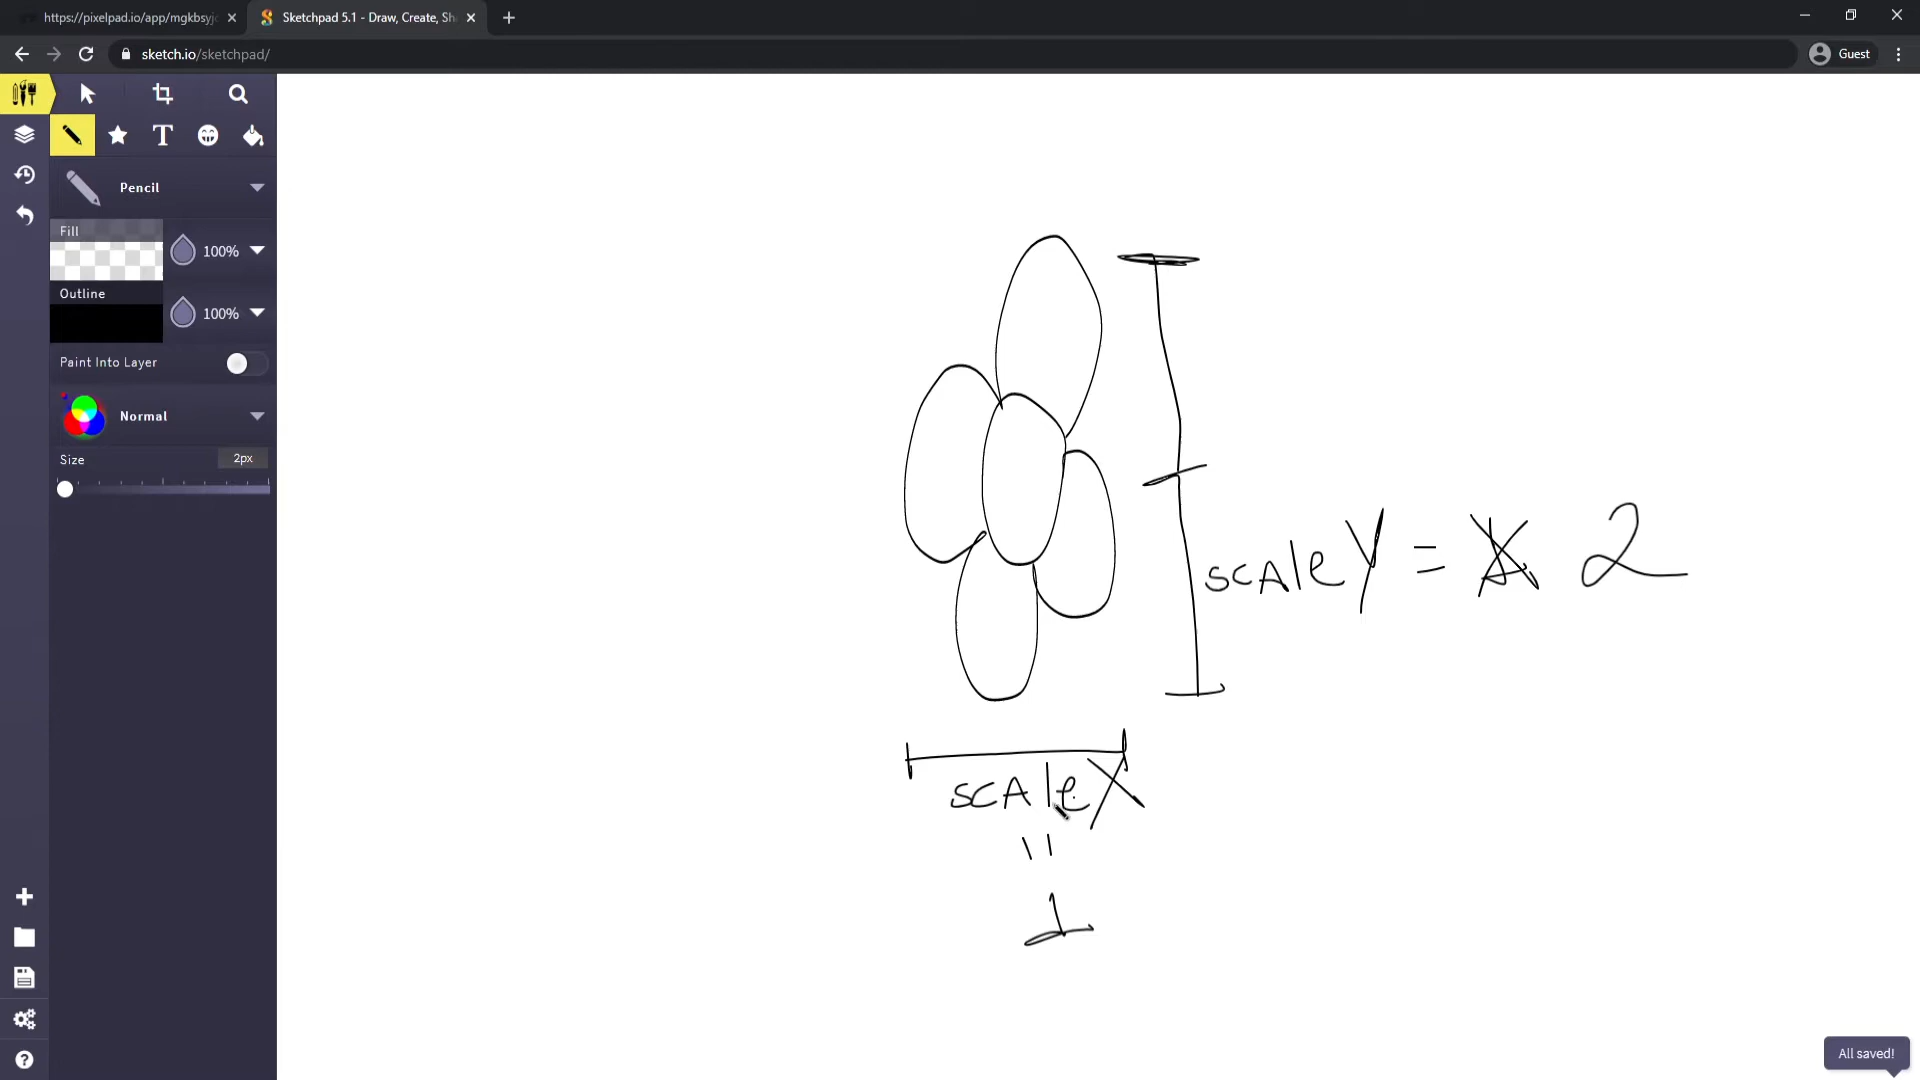 https://pixelpad.io/app/mgkbsyj
Sketchpad 5.1 - Draw, Create, Sh
sketch.io/sketchpad/
Guest
T
Pencil
Fill
100%
Outline
100%
Paint Into Layer
Normal
Size
2px
scAleY = 2
scAleX
=
1
All saved!